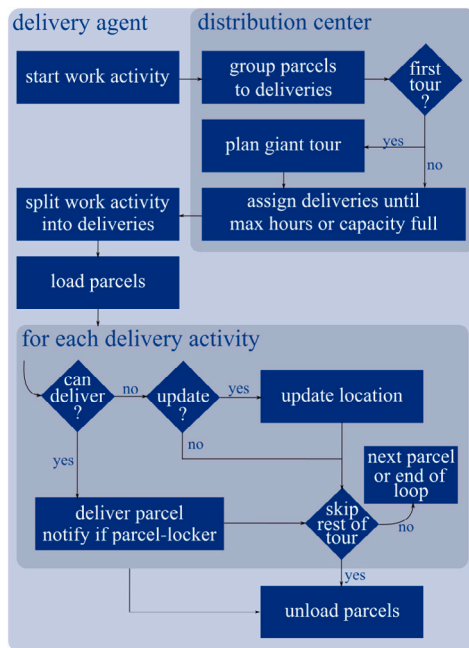 delivery agent
distribution center
start work activity
group parcels
to deliveries
first
tour
?
yes
plan giant tour
no
split work activity
into deliveries
assign deliveries until
max hours or capacity full
load parcels
for each delivery activity
can
deliver
?
no
update
?
yes
update location
no
yes
next parcel
or end of
loop
deliver parcel
notify if parcel-locker
skip
rest of
tour
no
yes
unload parcels